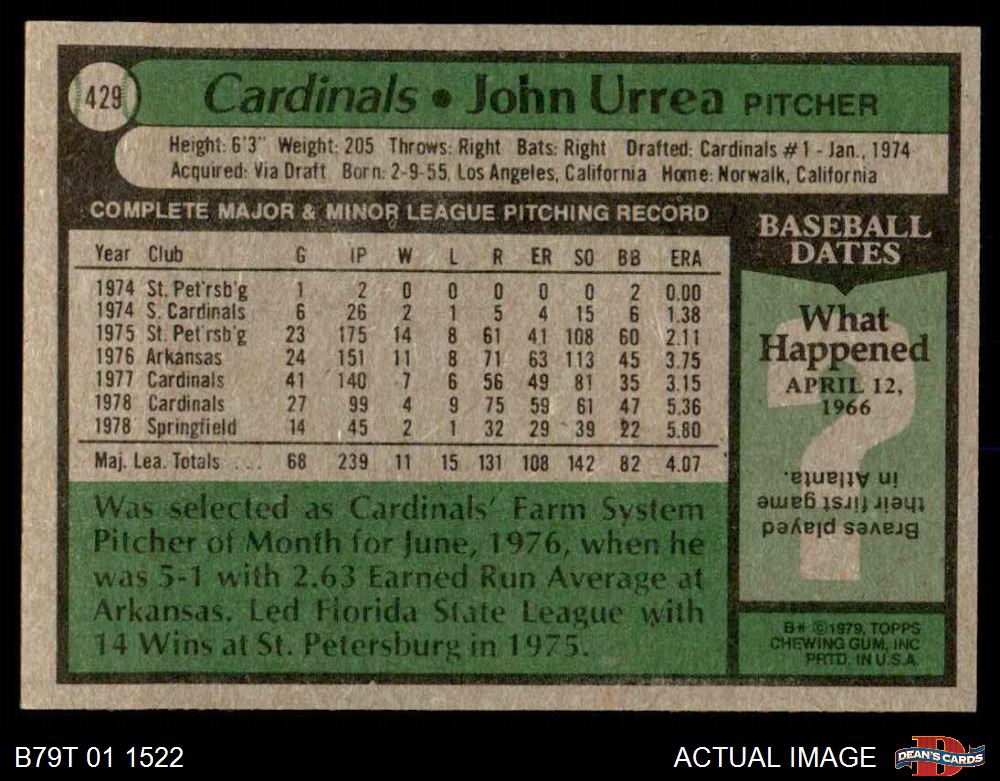 429
Cardinals • John Urrea PITCHER
Height: 6'3" Weight: 205 Throws: Right Bats: Right Drafted: Cardinals #1 - Jan., 1974
Acquired: Via Draft Born: 2-9-55, Los Angeles, California Home: Norwalk, California
COMPLETE MAJOR & MINOR LEAGUE PITCHING RECORD
Year Club G IP W L R ER SO BB ERA
1974 St. Pet'rsb'g 1 2 0 0 0 0 0 2 0.00
1974 S. Cardinals 6 26 2 1 5 4 15 6 1.38
1975 St. Pet'rsb'g 23 175 14 8 61 41 108 60 2.11
1976 Arkansas 24 151 11 8 71 63 113 45 3.75
1977 Cardinals 41 140 7 6 56 49 81 35 3.15
1978 Cardinals 27 99 4 9 75 59 61 47 5.36
1978 Springfield 14 45 2 1 32 29 39 22 5.80
Maj. Lea. Totals ... 68 239 11 15 131 108 142 82 4.07
Was selected as Cardinals' Farm System
Pitcher of Month for June, 1976, when he
was 5-1 with 2.63 Earned Run Average at
Arkansas. Led Florida State League with
14 Wins at St. Petersburg in 1975.
BASEBALL
DATES
What
Happened
APRIL 12,
1966
Braves played
their first game
in Atlanta.
B* ©1979, TOPPS
CHEWING GUM, INC
PRTD. IN U.S.A.
B79T 01 1522
ACTUAL IMAGE
D
DEAN'S CARDS